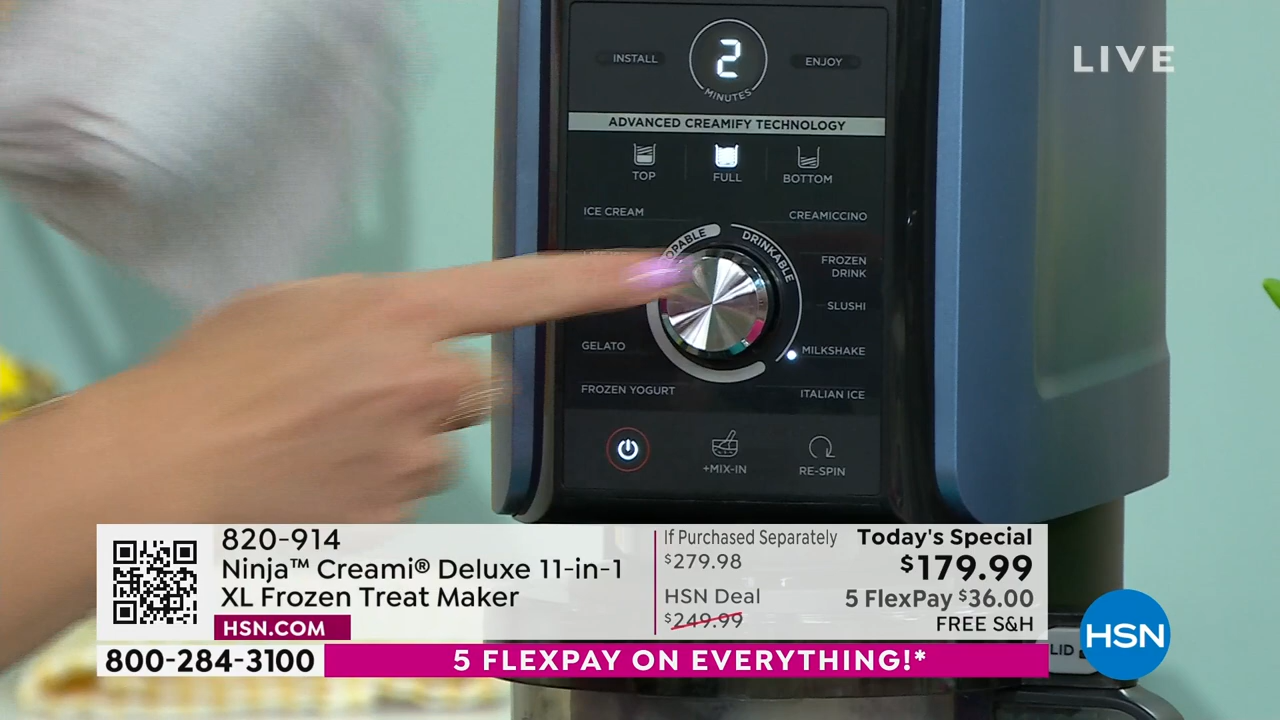 LIVE
INSTALL
2
MINUTES
ENJOY
ADVANCED CREAMIFY TECHNOLOGY
TOP
FULL
BOTTOM
ICE CREAM
CREAMICCINO
DRINKABLE
FROZEN
DRINK
SLUSHI
GELATO
MILKSHAKE
FROZEN YOGURT
ITALIAN ICE
+MIX-IN
RE-SPIN
820-914
Ninja™ Creami® Deluxe 11-in-1
XL Frozen Treat Maker
HSN.COM
If Purchased Separately
$279.98
HSN Deal
$249.99
Today's Special
$179.99
5 FlexPay $36.00
FREE S&H
HSN
800-284-3100
5 FLEXPAY ON EVERYTHING!*